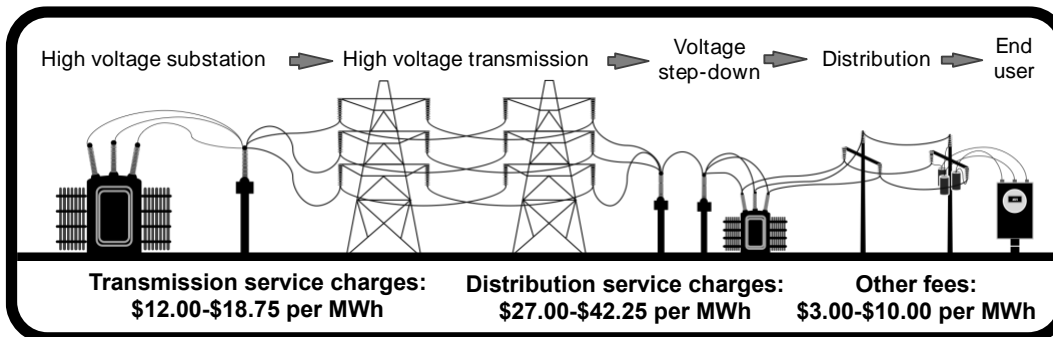 High voltage substation
High voltage transmission
Voltage
step-down
Distribution
End
user
Transmission service charges:
$12.00-$18.75 per MWh
Distribution service charges:
$27.00-$42.25 per MWh
Other fees:
$3.00-$10.00 per MWh